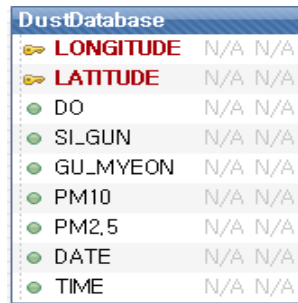 DustDatabase
LONGITUDE N/A N/A
LATITUDE N/A N/A
DO N/A N/A
SI_GUN N/A N/A
GU_MYEON N/A N/A
PM10 N/A N/A
PM2,5 N/A N/A
DATE N/A N/A
TIME N/A N/A